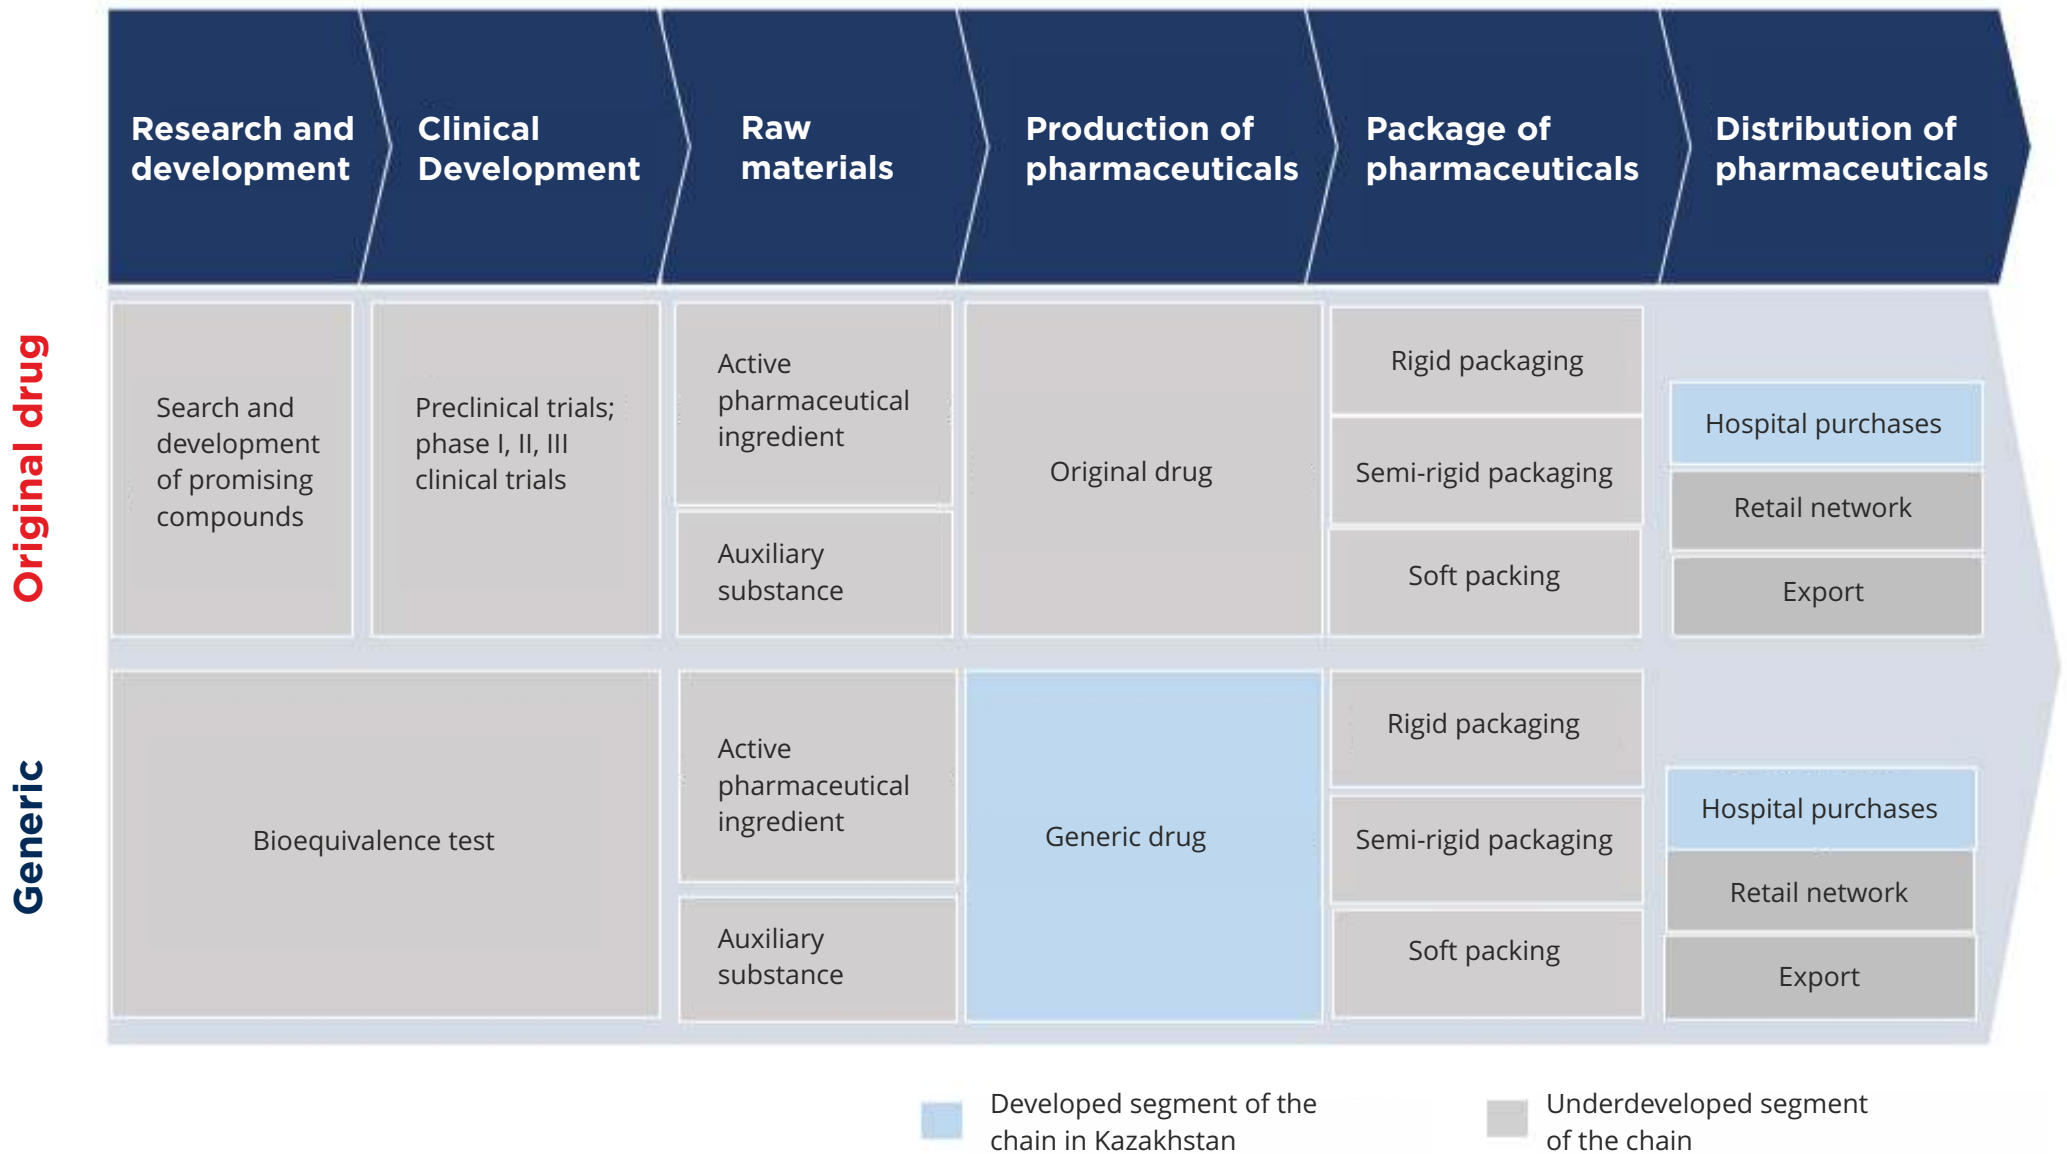 Research and
development
Clinical
Development
Raw
materials
Production of
pharmaceuticals
Package of
pharmaceuticals
Distribution of
pharmaceuticals
Original drug
Search and
development
of promising
compounds
Preclinical trials;
phase I, II, III
clinical trials
Active
pharmaceutical
ingredient
Auxiliary
substance
Original drug
Rigid packaging
Semi-rigid packaging
Soft packing
Hospital purchases
Retail network
Export
Generic
Bioequivalence test
Active
pharmaceutical
ingredient
Auxiliary
substance
Generic drug
Rigid packaging
Semi-rigid packaging
Soft packing
Hospital purchases
Retail network
Export
Developed segment of the
chain in Kazakhstan
Underdeveloped segment
of the chain